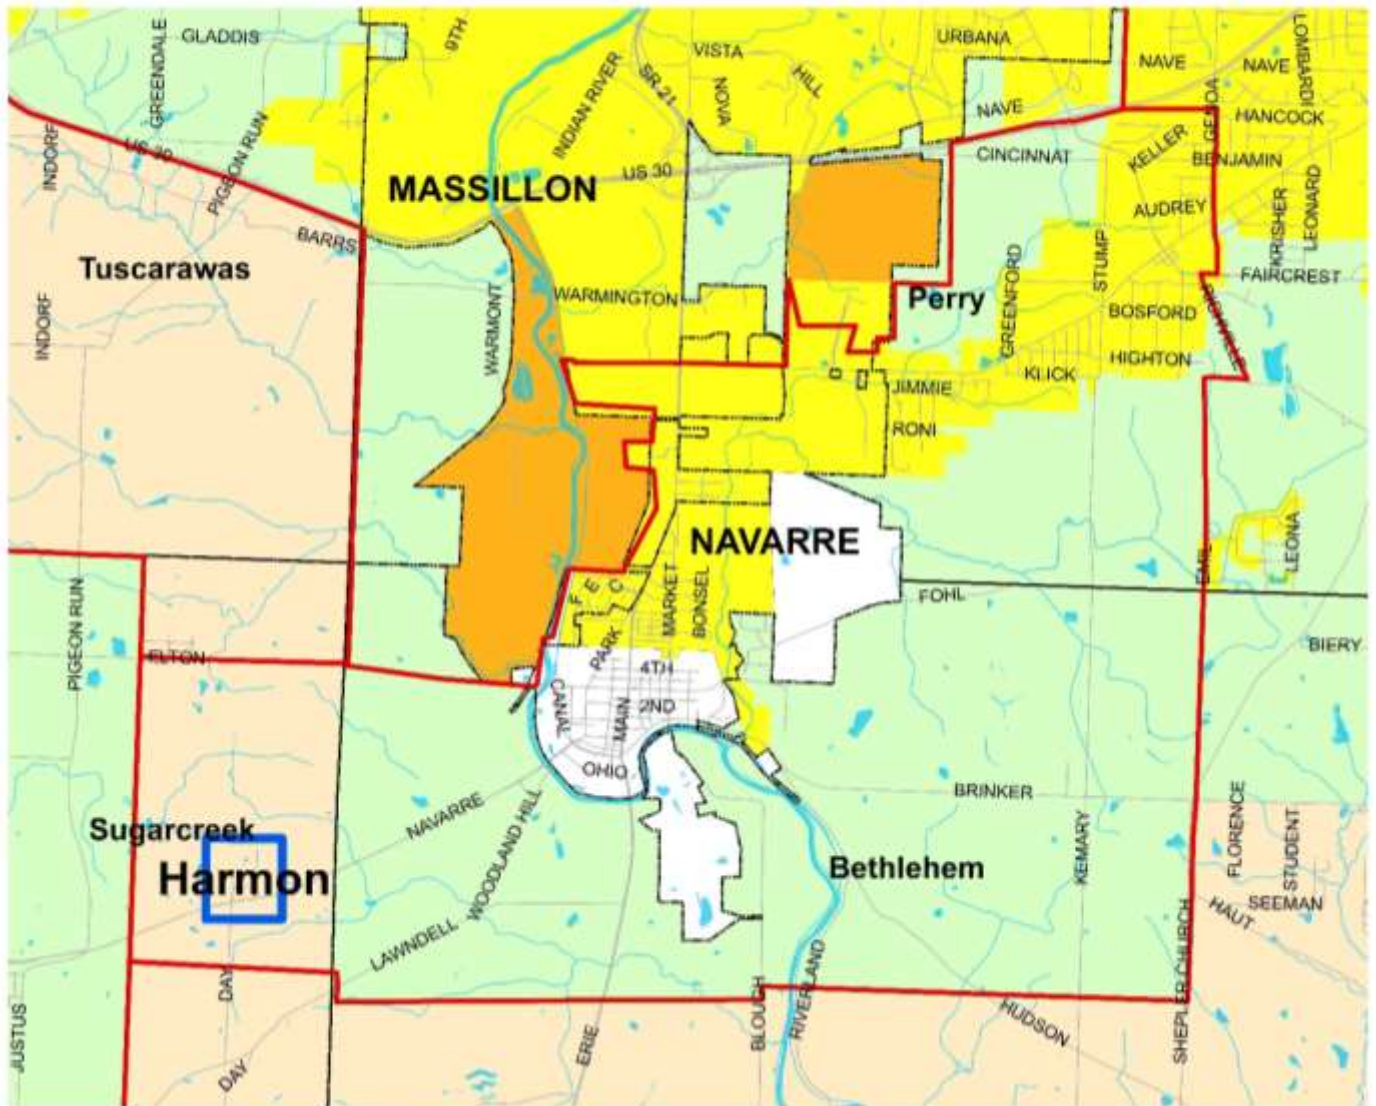 GLADDIS
GREENDALE
9TH
VISTA
URBANA
LOMBARDI
NAVE
NAVE
SR 21
NOVA
HILL
INDIAN RIVER
NAVE
GENOA
HANCOCK
INDORF
US 30
PIGEON RUN
US 30
CINCINNAT
KELLER
BENJAMIN
MASSILLON
AUDREY
KRISHER
LEONARD
BARRS
Tuscarawas
STUMP
GREENFORD
FAIRCREST
INDORF
WARMONT
WARMINGTON
Perry
BOSFORD
RICHVILLE
HIGHTON
KLICK
JIMMIE
RONI
NAVARRE
EMIL
LEONA
PIGEON RUN
F
E
C
MARKET
BONSEL
FOHL
BIERY
ELTON
PARK
4TH
CANAL
MAIN
2ND
OHIO
BRINKER
NAVARRE
WOODLAND HILL
KEMARY
FLORENCE
STUDENT
Sugarcreek
Harmon
Bethlehem
SEEMAN
HAUT
LAWNDELL
SHEPLER CHURCH
DAY
RIVERLAND
BLOUGH
HUDSON
JUSTUS
ERIE
DAY